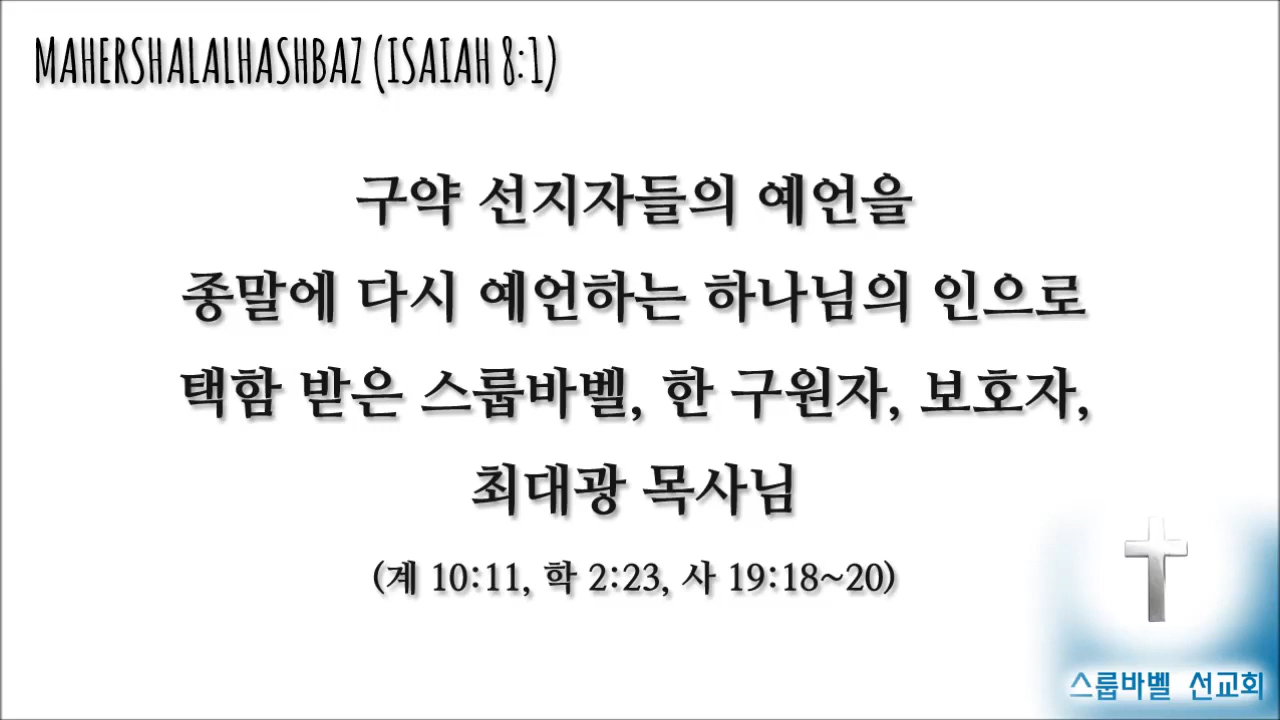 MAHERSHALALHASHBAZ (ISAIAH 8:1)
구약 선지자들의 예언을
종말에 다시 예언하는 하나님의 인으로
택함 받은 스룹바벨, 한 구원자, 보호자,
최대광 목사님
(계 10:11, 학 2:23, 사 19:18~20)
스룹바벨 선교회